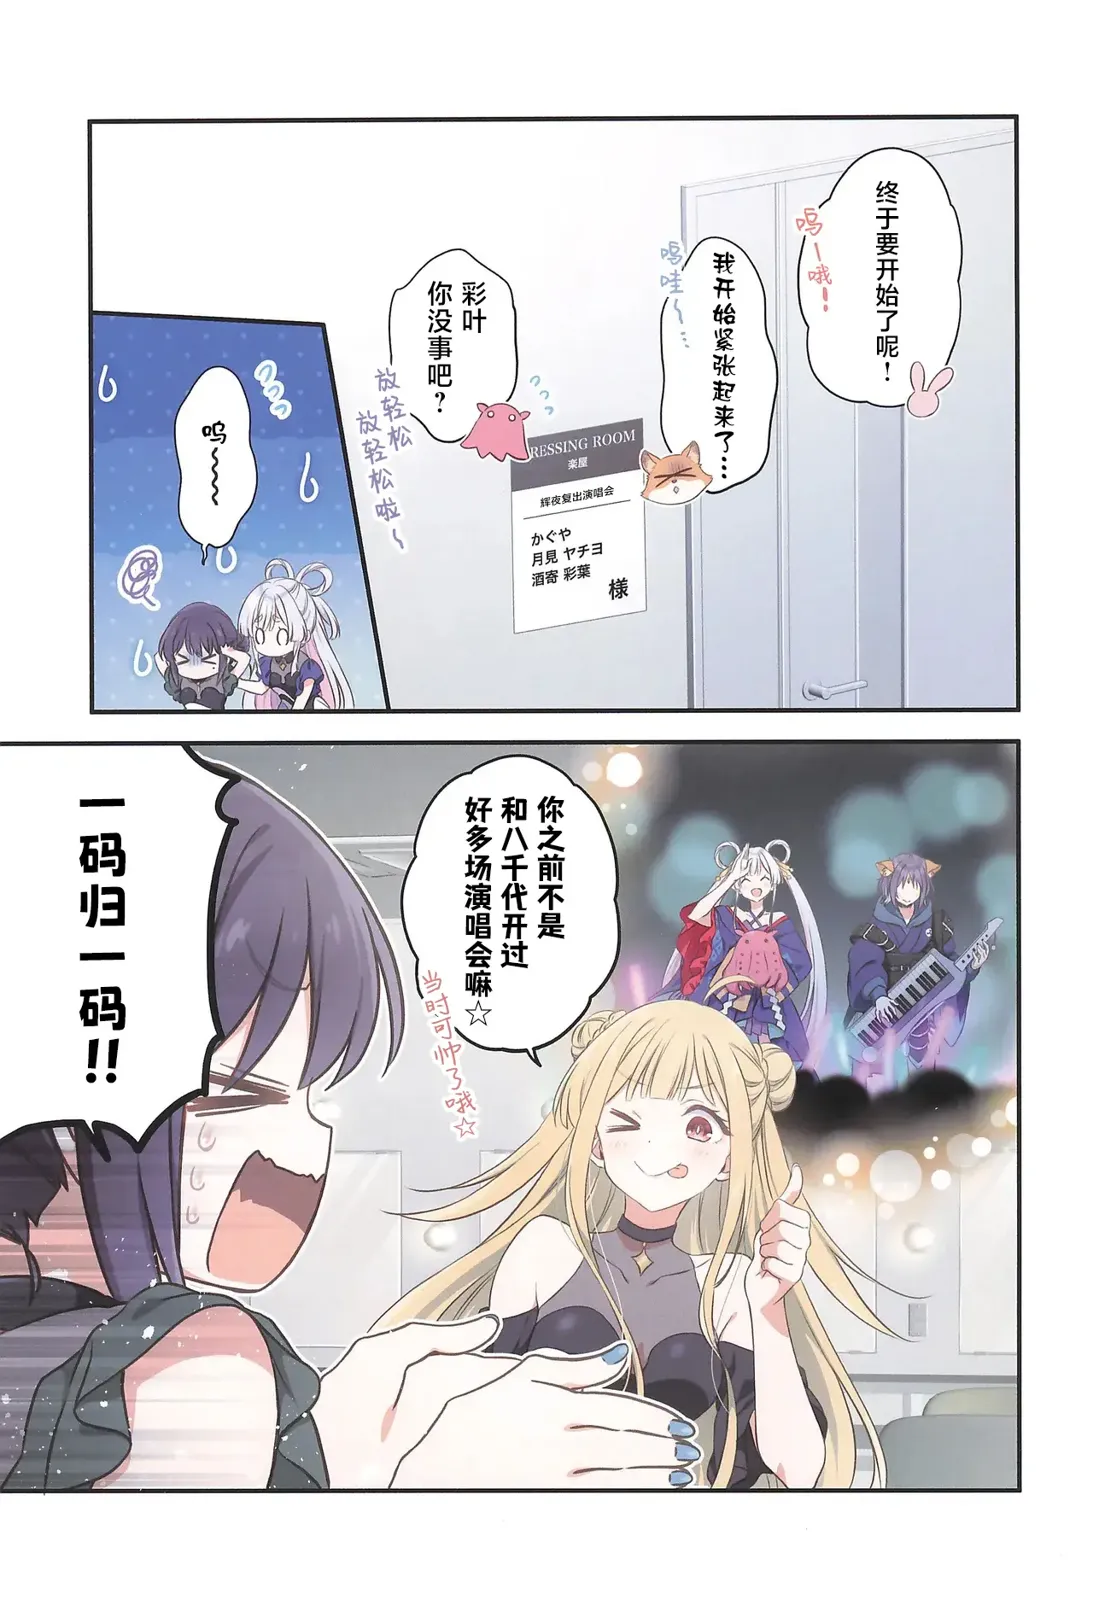 终于要开始了呢！
呜ー哦！
我开始紧张起来了…
呜哇～…
彩叶
你没事吧？
放轻松
放轻松啦～
RESSING ROOM
楽屋
辉夜复出演唱会
かぐや
月見 ヤチヨ
酒寄 彩葉
様
呜～～～
你之前不是
和八千代开过
好多场演唱会嘛☆
当时可帅了哦☆
一码归一码!!